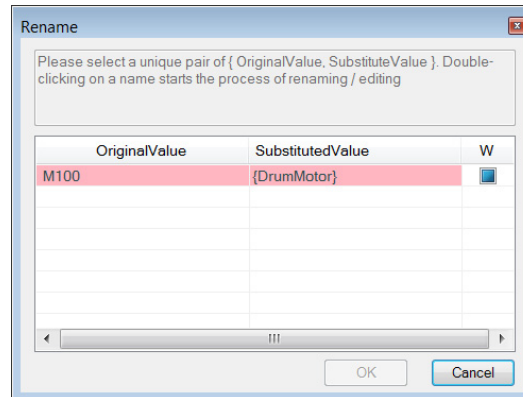 Rename
Please select a unique pair of { OriginalValue, SubstituteValue }. Double-
clicking on a name starts the process of renaming / editing
OriginalValue SubstitutedValue W
M100 {DrumMotor}
OK Cancel